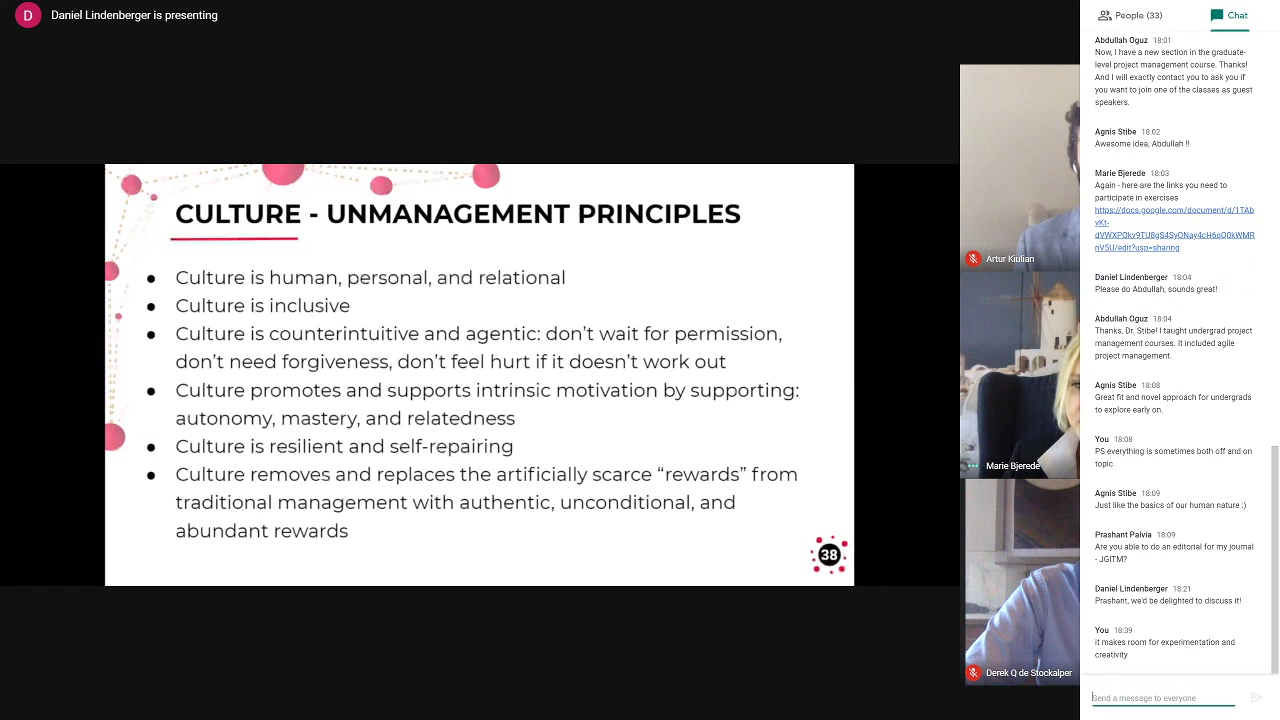 D
Daniel Lindenberger is presenting
CULTURE - UNMANAGEMENT PRINCIPLES
● Culture is human, personal, and relational
● Culture is inclusive
● Culture is counterintuitive and agentic: don’t wait for permission,
don’t need forgiveness, don’t feel hurt if it doesn’t work out
● Culture promotes and supports intrinsic motivation by supporting:
autonomy, mastery, and relatedness
● Culture is resilient and self-repairing
● Culture removes and replaces the artificially scarce “rewards” from
traditional management with authentic, unconditional, and
abundant rewards
38
Artur Kiulian
Marie Bjerede
Derek Q de Stockalper
People (33)
Chat
Abdullah Oguz 18:01
Now, I have a new section in the graduate-
level project management course. Thanks!
And I will exactly contact you to ask you if
you want to join one of the classes as guest
speakers.
Agnis Stibe 18:02
Awesome idea, Abdullah !!
Marie Bjerede 18:03
Again - here are the links you need to
participate in exercises
https://docs.google.com/document/d/1TAb
Daniel Lindenberger 18:04
Please do Abdullah, sounds great!
Abdullah Oguz 18:04
Thanks, Dr. Stibe! I taught undergrad project
management courses. It included agile
project management.
Agnis Stibe 18:08
Great fit and novel approach for undergrads
to explore early on.
You 18:08
PS everything is sometimes both off and on
topic
Agnis Stibe 18:09
Just like the basics of our human nature :)
Prashant Palvia 18:09
Are you able to do an editorial for my journal
- JGITM?
Daniel Lindenberger 18:21
Prashant, we'd be delighted to discuss it!
You 18:39
it makes room for experimentation and
creativity
Send a message to everyone